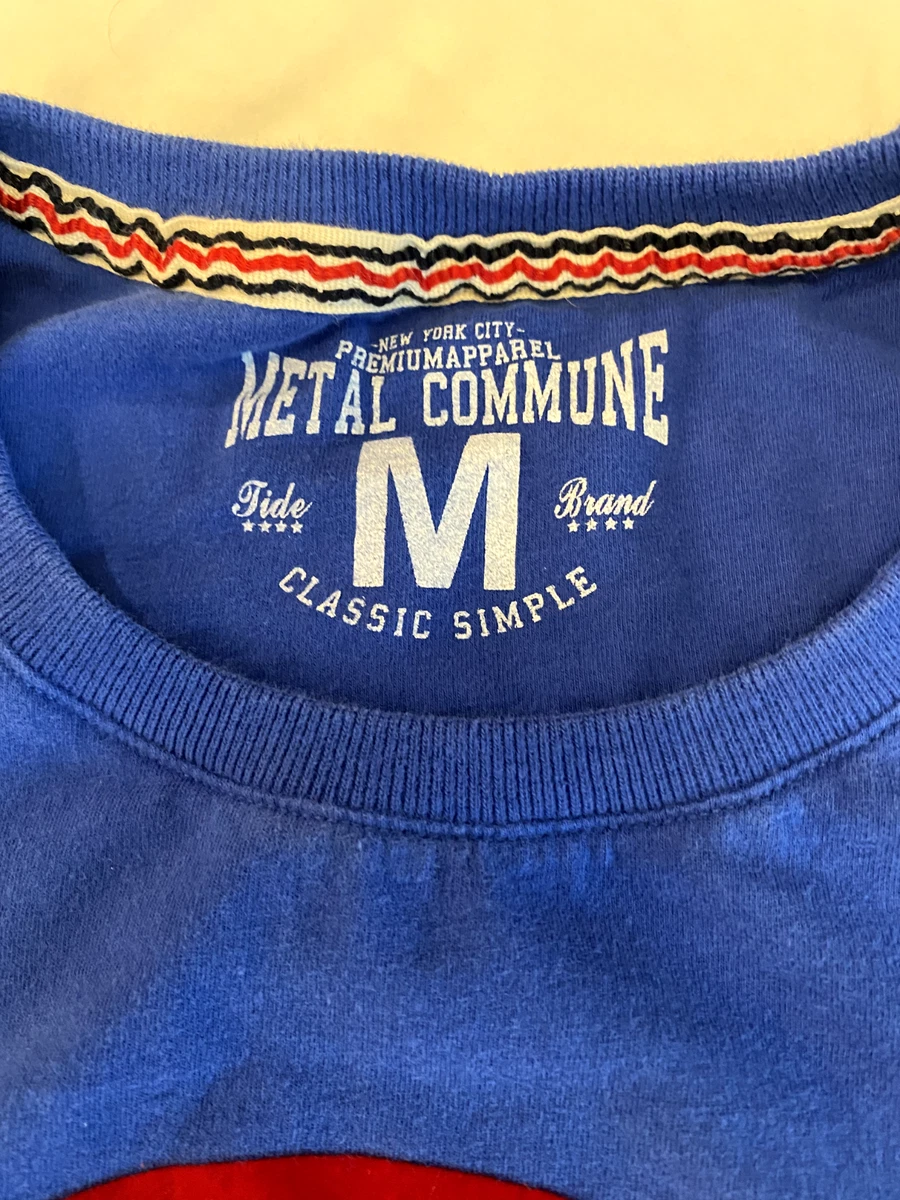 -NEW YORK CITY-
PREMIUMAPPAREL
METAL COMMUNE
M
Tide Brand
CLASSIC SIMPLE